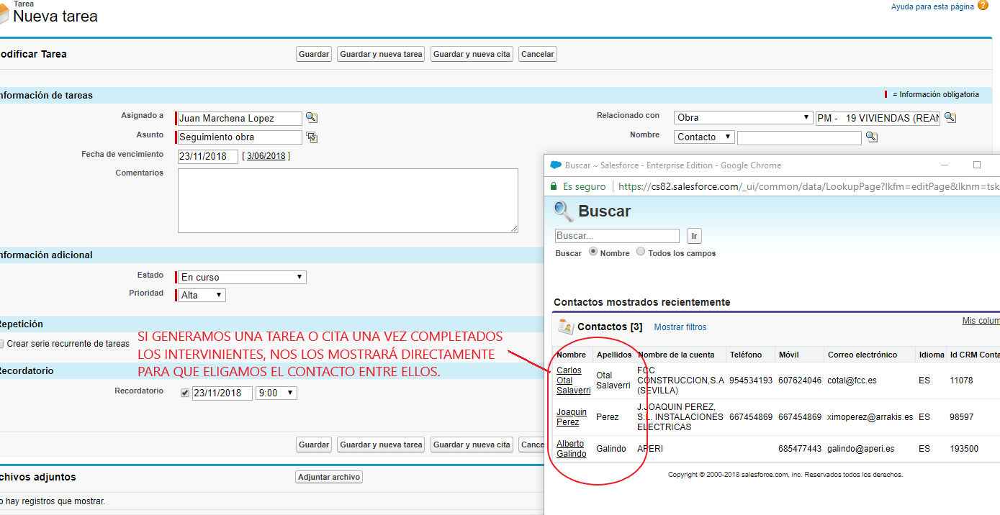 Tarea
Nueva tarea
Ayuda para esta página ?
odificar Tarea
Guardar Guardar y nueva tarea Guardar y nueva cita Cancelar
nformación de tareas
= Información obligatoria
Asignado a Juan Marchena Lopez
Relacionado con Obra PM - 19 VIVIENDAS (REAN
Asunto Seguimiento obra
Nombre Contacto
Fecha de vencimiento 23/11/2018 [ 3/06/2018 ]
Comentarios
nformación adicional
Estado En curso
Prioridad Alta
Repetición
Crear serie recurrente de tareas
SI GENERAMOS UNA TAREA O CITA UNA VEZ COMPLETADOS
LOS INTERVINIENTES, NOS LOS MOSTRARÁ DIRECTAMENTE
PARA QUE ELIGAMOS EL CONTACTO ENTRE ELLOS.
Recordatorio
Recordatorio 23/11/2018 9:00
Guardar Guardar y nueva tarea Guardar y nueva cita Cance
chivos adjuntos
Adjuntar archivo
o hay registros que mostrar.
Buscar ~ Salesforce - Enterprise Edition - Google Chrome
Es seguro https://cs82.salesforce.com/_ui/common/data/LookupPage?lkfm=editPage&lknm=tsk
Buscar
Buscar... Ir
Buscar Nombre Todos los campos
Contactos mostrados recientemente
Mis colum
Contactos [3] Mostrar filtros
Nombre Apellidos Nombre de la cuenta Teléfono Móvil Correo electrónico Idioma Id CRM Conta
Carlos
Otal
Salaverri
Otal
Salaverri
FCC
CONSTRUCCION,S.A
(SEVILLA)
954534193 607624046 cotal@fcc.es ES 11078
Joaquin
Perez
Perez
J.JOAQUIN PEREZ,
S.L. INSTALACIONES
ELECTRICAS
667454869 667454869 ximoperez@arrakis.es ES 98597
Alberto
Galindo
Galindo APERI 685477443 galindo@aperi.es ES 193500
Copyright © 2000-2018 salesforce.com, inc. Reservados todos los derechos.